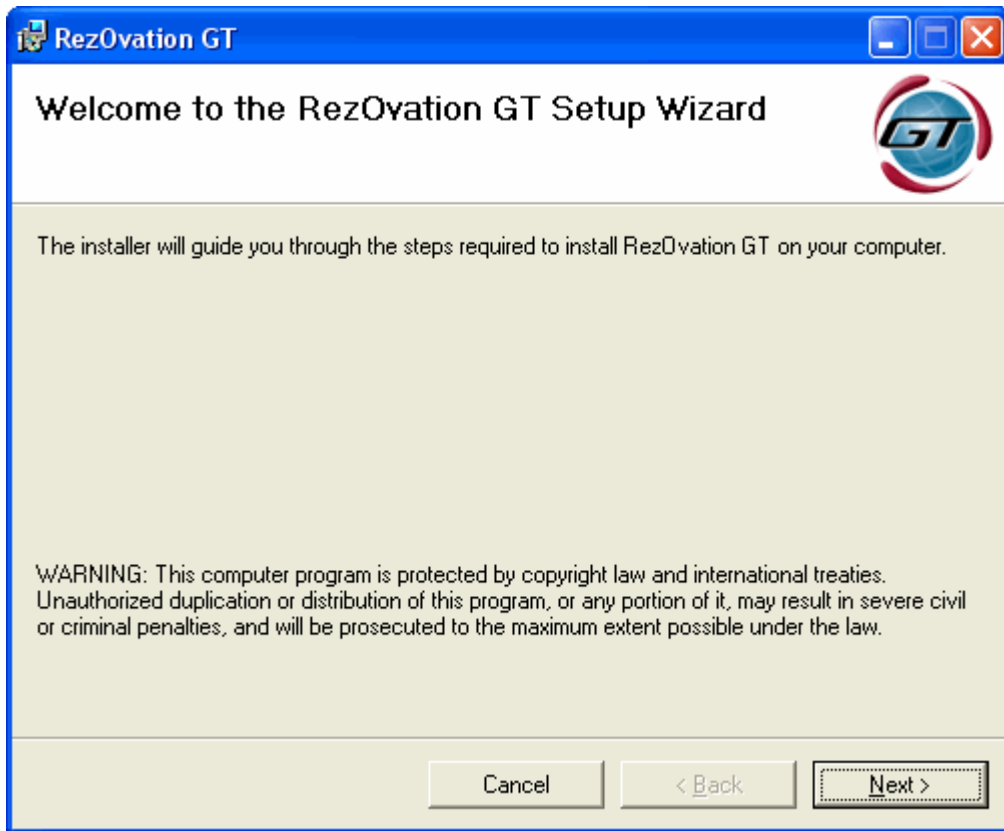 RezOvation GT
Welcome to the RezOvation GT Setup Wizard
GT
The installer will guide you through the steps required to install RezOvation GT on your computer.
WARNING: This computer program is protected by copyright law and international treaties.
Unauthorized duplication or distribution of this program, or any portion of it, may result in severe civil
or criminal penalties, and will be prosecuted to the maximum extent possible under the law.
Cancel
< Back
Next >